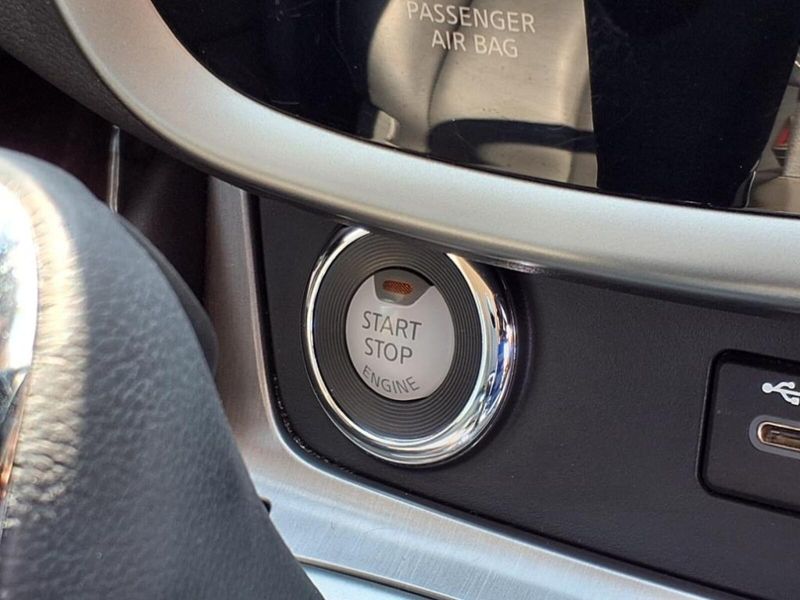 PASSENGER
AIR BAG
START
STOP
ENGINE